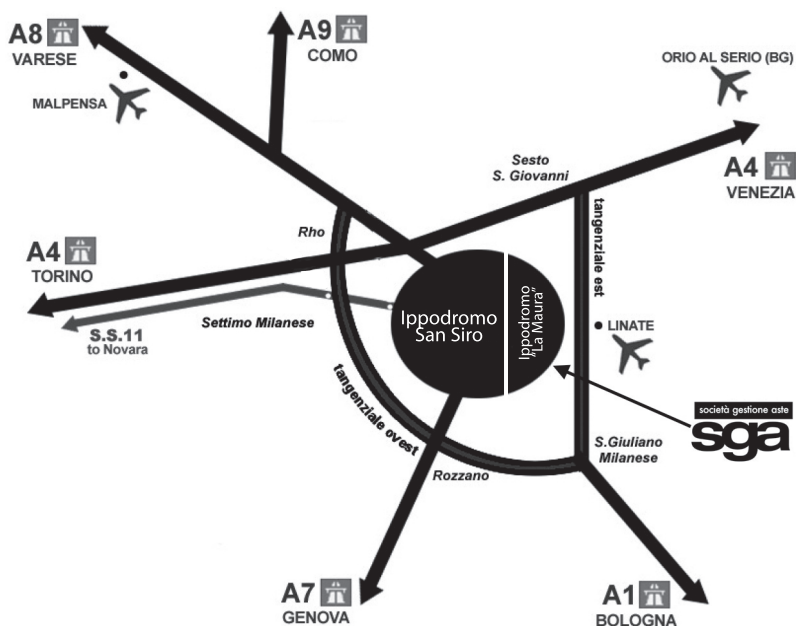 A8
VARESE
A9
COMO
MALPENSA
ORIO AL SERIO (BG)
Sesto
S. Giovanni
A4
VENEZIA
tangenziale est
Rho
A4
TORINO
S.S.11
to Novara
Settimo Milanese
Ippodromo
San Siro
Ippodromo
"La Maura"
LINATE
società gestione aste
sga
tangenziale ovest
S.Giuliano
Milanese
Rozzano
A7
GENOVA
A1
BOLOGNA